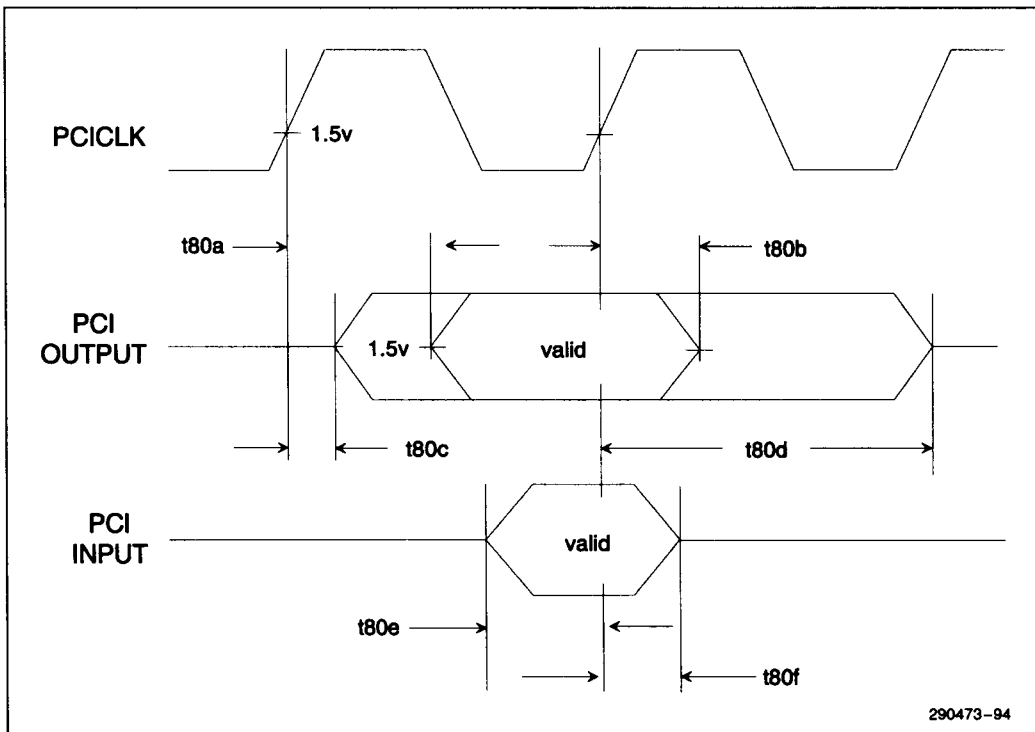 PCICLK
1.5v
t80a
t80b
PCI
OUTPUT
1.5v
valid
t80c
t80d
PCI
INPUT
valid
t80e
t80f
290473-94